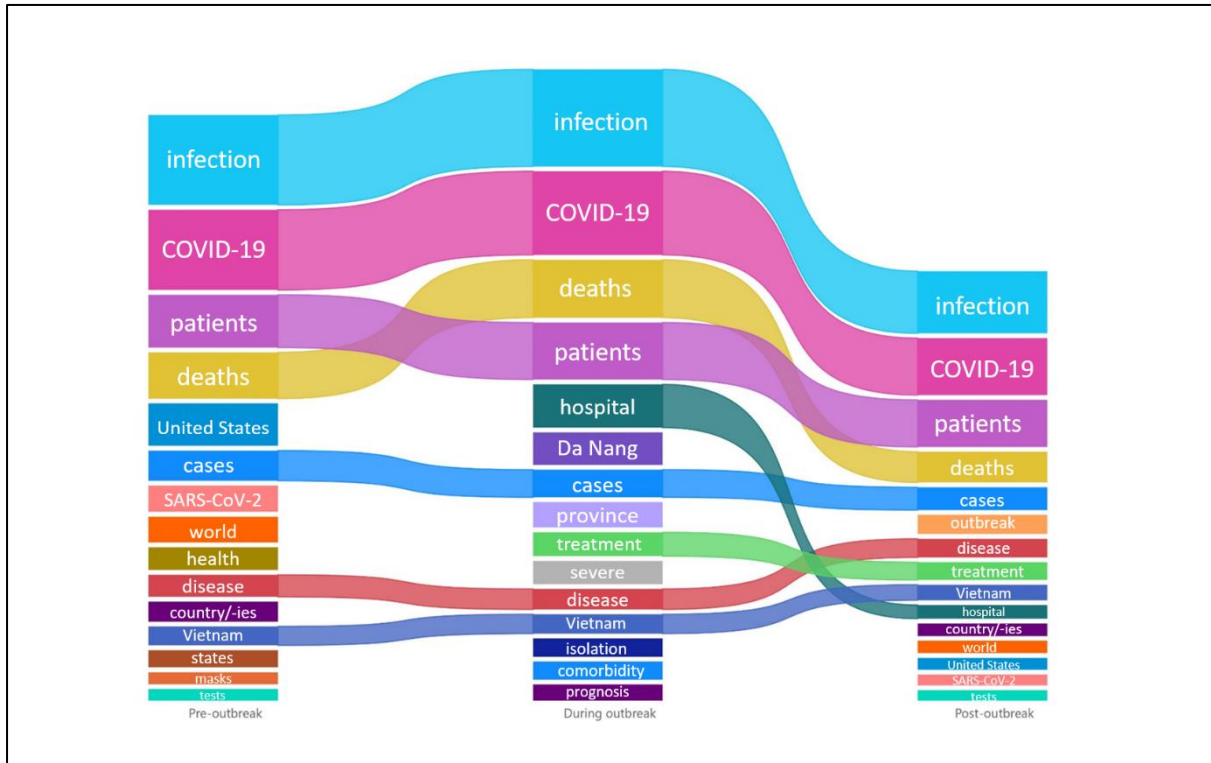 infection
COVID-19
patients
deaths
United States
cases
SARS-CoV-2
world
health
disease
country/-ies
Vietnam
states
masks
tests
Pre-outbreak
infection
COVID-19
deaths
patients
hospital
Da Nang
cases
province
treatment
severe
disease
Vietnam
isolation
comorbidity
prognosis
During outbreak
infection
COVID-19
patients
deaths
cases
outbreak
disease
treatment
Vietnam
hospital
country/-ies
world
United States
SARS-CoV-2
tests
Post-outbreak